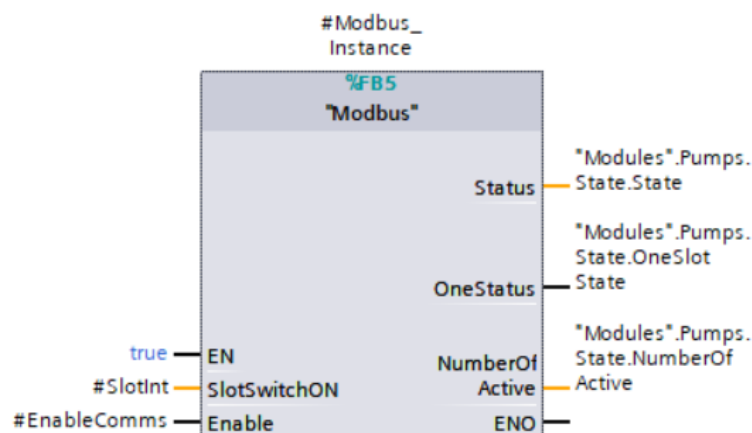 #Modbus_
Instance
%FB5
"Modbus"
Status
"Modules".Pumps.
State.State
OneStatus
"Modules".Pumps.
State.OneSlot
State
true
EN
#SlotInt
SlotSwitchON
#EnableComms
Enable
NumberOf
Active
"Modules".Pumps.
State.NumberOf
Active
ENO